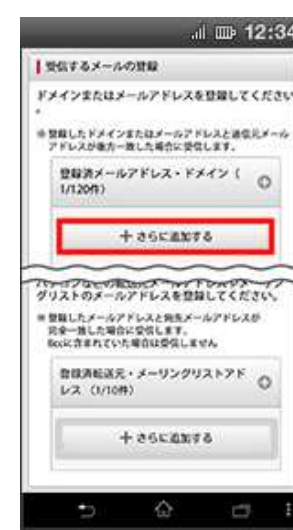 12:34
受信するメールの登録
ドメインまたはメールアドレスを登録してください
。
※登録したドメインまたはメールアドレスと送信元メール
アドレスが後方一致した場合に受信します。
登録済メールアドレス・ドメイン (
1/120件)
＋さらに追加する
グリストのメールアドレスを登録してください。
※登録したメールアドレスと宛先メールアドレスが
完全一致した場合に受信します。
Bccに含まれていた場合は受信しません
登録済転送元・メーリングリストアド
レス (1/10件)
＋さらに追加する